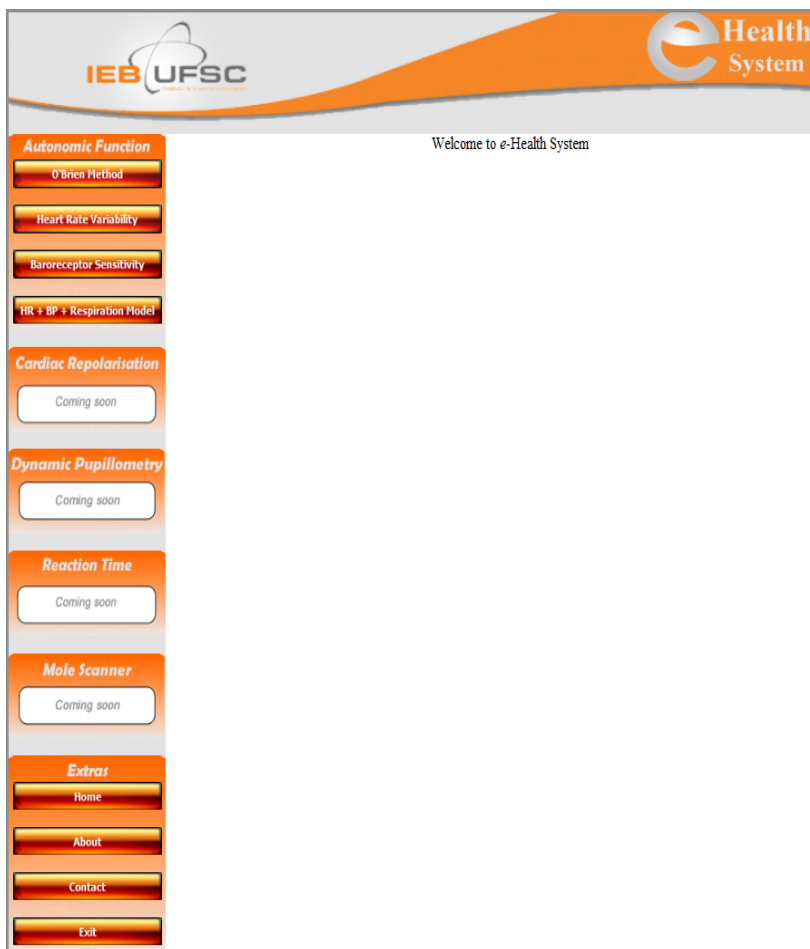 IEB UFSC
e Health
System
Welcome to e-Health System
Autonomic Function
O'Brien Method
Heart Rate Variability
Baroreceptor Sensitivity
HR + BP + Respiration Model
Cardiac Repolarisation
Coming soon
Dynamic Pupillometry
Coming soon
Reaction Time
Coming soon
Mole Scanner
Coming soon
Extras
Home
About
Contact
Exit